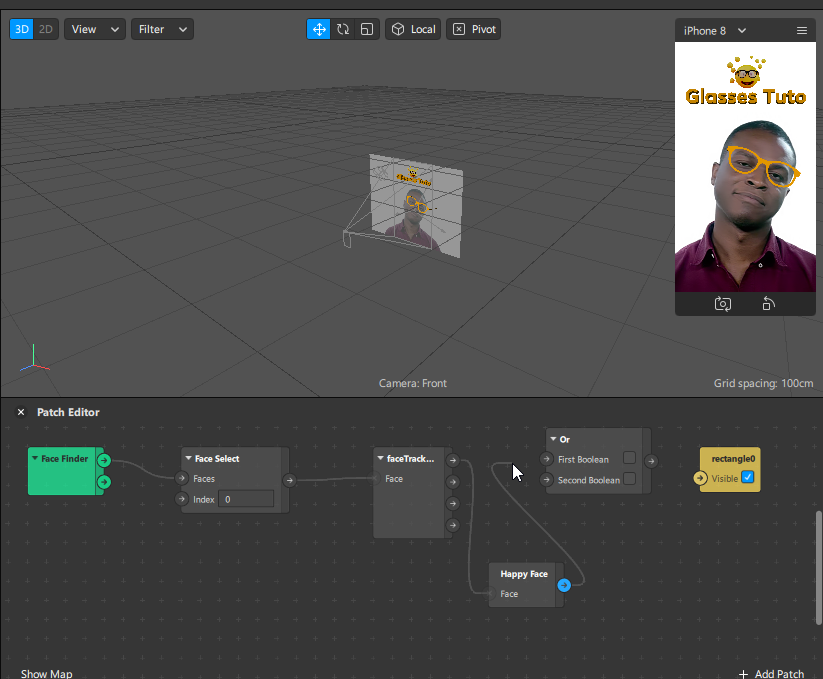 3D 2D View Filter Local Pivot
iPhone 8
Glasses Tuto
Camera: Front
Grid spacing: 100cm
Patch Editor
Face Finder
Face Select
Faces
Index 0
faceTrack...
Face
Or
First Boolean
Second Boolean
rectangle0
Visible
Happy Face
Face
Show Map
Add Patch